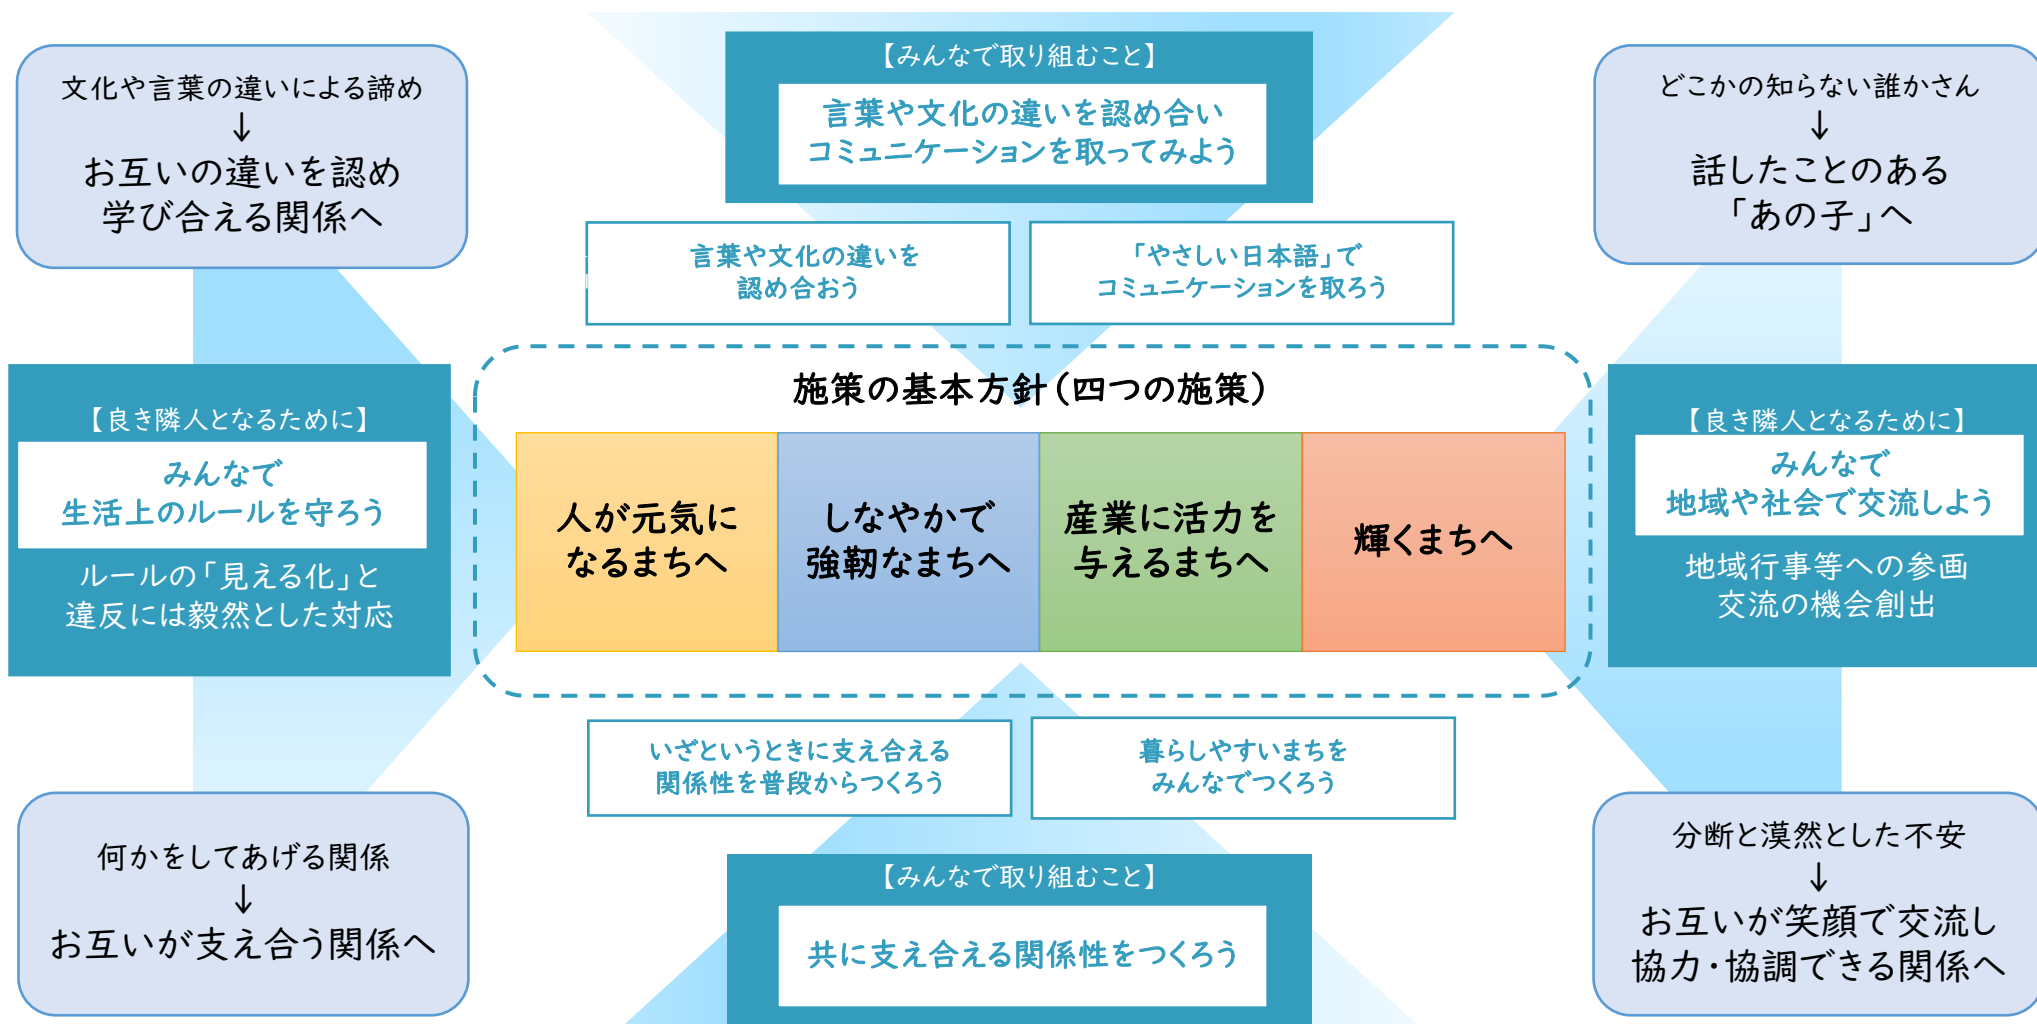 文化や言葉の違いによる諦め
↓
お互いの違いを認め
学び合える関係へ
【みんなで取り組むこと】
言葉や文化の違いを認め合い
コミュニケーションを取ってみよう
どこかの知らない誰かさん
↓
話したことのある
「あの子」へ
言葉や文化の違いを
認め合おう
「やさしい日本語」で
コミュニケーションを取ろう
【良き隣人となるために】
みんなで
生活上のルールを守ろう
ルールの「見える化」と
違反には毅然とした対応
施策の基本方針（四つの施策）
人が元気に
なるまちへ
しなやかで
強靭なまちへ
産業に活力を
与えるまちへ
輝くまちへ
【良き隣人となるために】
みんなで
地域や社会で交流しよう
地域行事等への参画
交流の機会創出
いざというときに支え合える
関係性を普段からつくろう
暮らしやすいまちを
みんなでつくろう
何かをしてあげる関係
↓
お互いが支え合う関係へ
【みんなで取り組むこと】
共に支え合える関係性をつくろう
分断と漠然とした不安
↓
お互いが笑顔で交流し
協力・協調できる関係へ